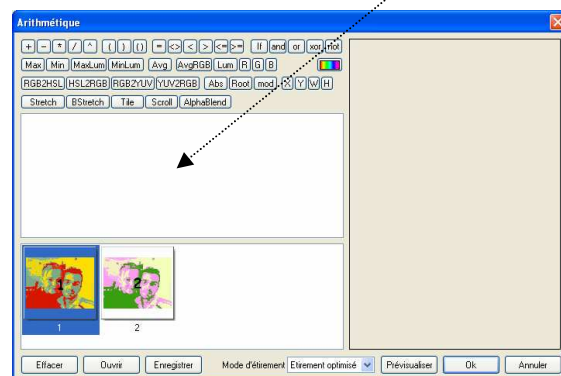 Arithmétique
+ - * / ^ ( ) () = <> < > <= >= If and or xor not
Max Min MaxLum MinLum Avg AvgRGB Lum R G B
RGB2HSL HSL2RGB RGB2YUV YUV2RGB Abs Root mod X Y W H
Stretch BStretch Tile Scroll AlphaBlend
1 2
1 2
Effacer Ouvrir Enregistrer Mode d'étirement Etirement optimisé Prévisualiser Ok Annuler